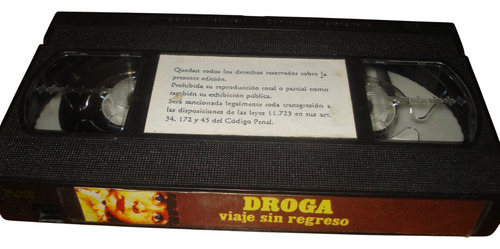 Quedan todos los derechos reservados sobre la
presente edición.
Prohibida su reproducción total o parcial como
también su exhibición pública.
Será sancionada legalmente toda transgresión a
las disposiciones de las leyes 11.723 en sus art.
54, 172 y 45 del Código Penal.
DROGA
viaje sin regreso